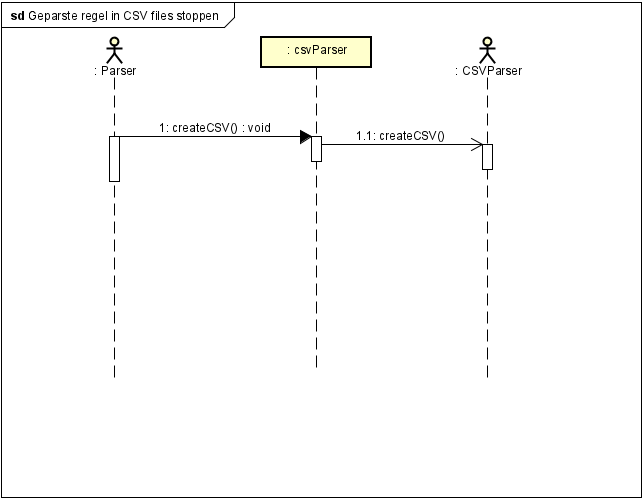 sd Geparste regel in CSV files stoppen
: Parser
: csvParser
: CSVParser
1: createCSV() : void
1.1: createCSV()